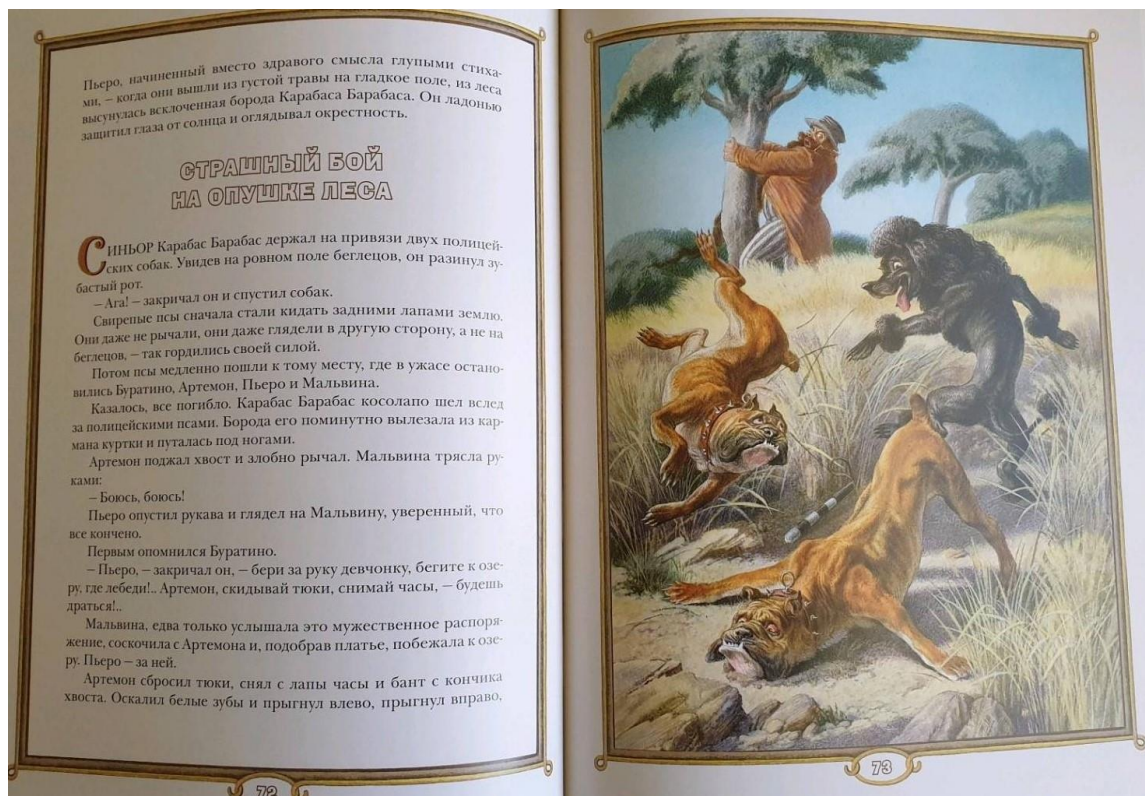 Пьеро, начиненный вместо здравого смысла глупыми стиха-
ми, – когда они вышли из густой травы на гладкое поле, из леса
высунулась всклоченная борода Карабаса Барабаса. Он ладонью
защитил глаза от солнца и оглядывал окрестность.
СТРАШНЫЙ БОЙ
НА ОПУШКЕ ЛЕСА
СИНЬОР Карабас Барабас держал на привязи двух полицей-
ских собак. Увидев на ровном поле беглецов, он разинул зу-
бастый рот.
– Ага! – закричал он и спустил собак.
Свирепые псы сначала стали кидать задними лапами землю.
Они даже не рычали, они даже глядели в другую сторону, а не на
беглецов, – так гордились своей силой.
Потом псы медленно пошли к тому месту, где в ужасе остано-
вились Буратино, Артемон, Пьеро и Мальвина.
Казалось, все погибло. Карабас Барабас косолапо шел вслед
за полицейскими псами. Борода его поминутно вылезала из кар-
мана куртки и путалась под ногами.
Артемон поджал хвост и злобно рычал. Мальвина трясла ру-
ками:
– Боюсь, боюсь!
Пьеро опустил рукава и глядел на Мальвину, уверенный, что
все кончено.
Первым опомнился Буратино.
– Пьеро, – закричал он, – бери за руку девчонку, бегите к озе-
ру, где лебеди!.. Артемон, скидывай тюки, снимай часы, – будешь
драться!..
Мальвина, едва только услышала это мужественное распоря-
жение, соскочила с Артемона и, подобрав платье, побежала к озе-
ру. Пьеро – за ней.
Артемон сбросил тюки, снял с лапы часы и бант с кончика
хвоста. Оскалил белые зубы и прыгнул влево, прыгнул вправо,
72
73